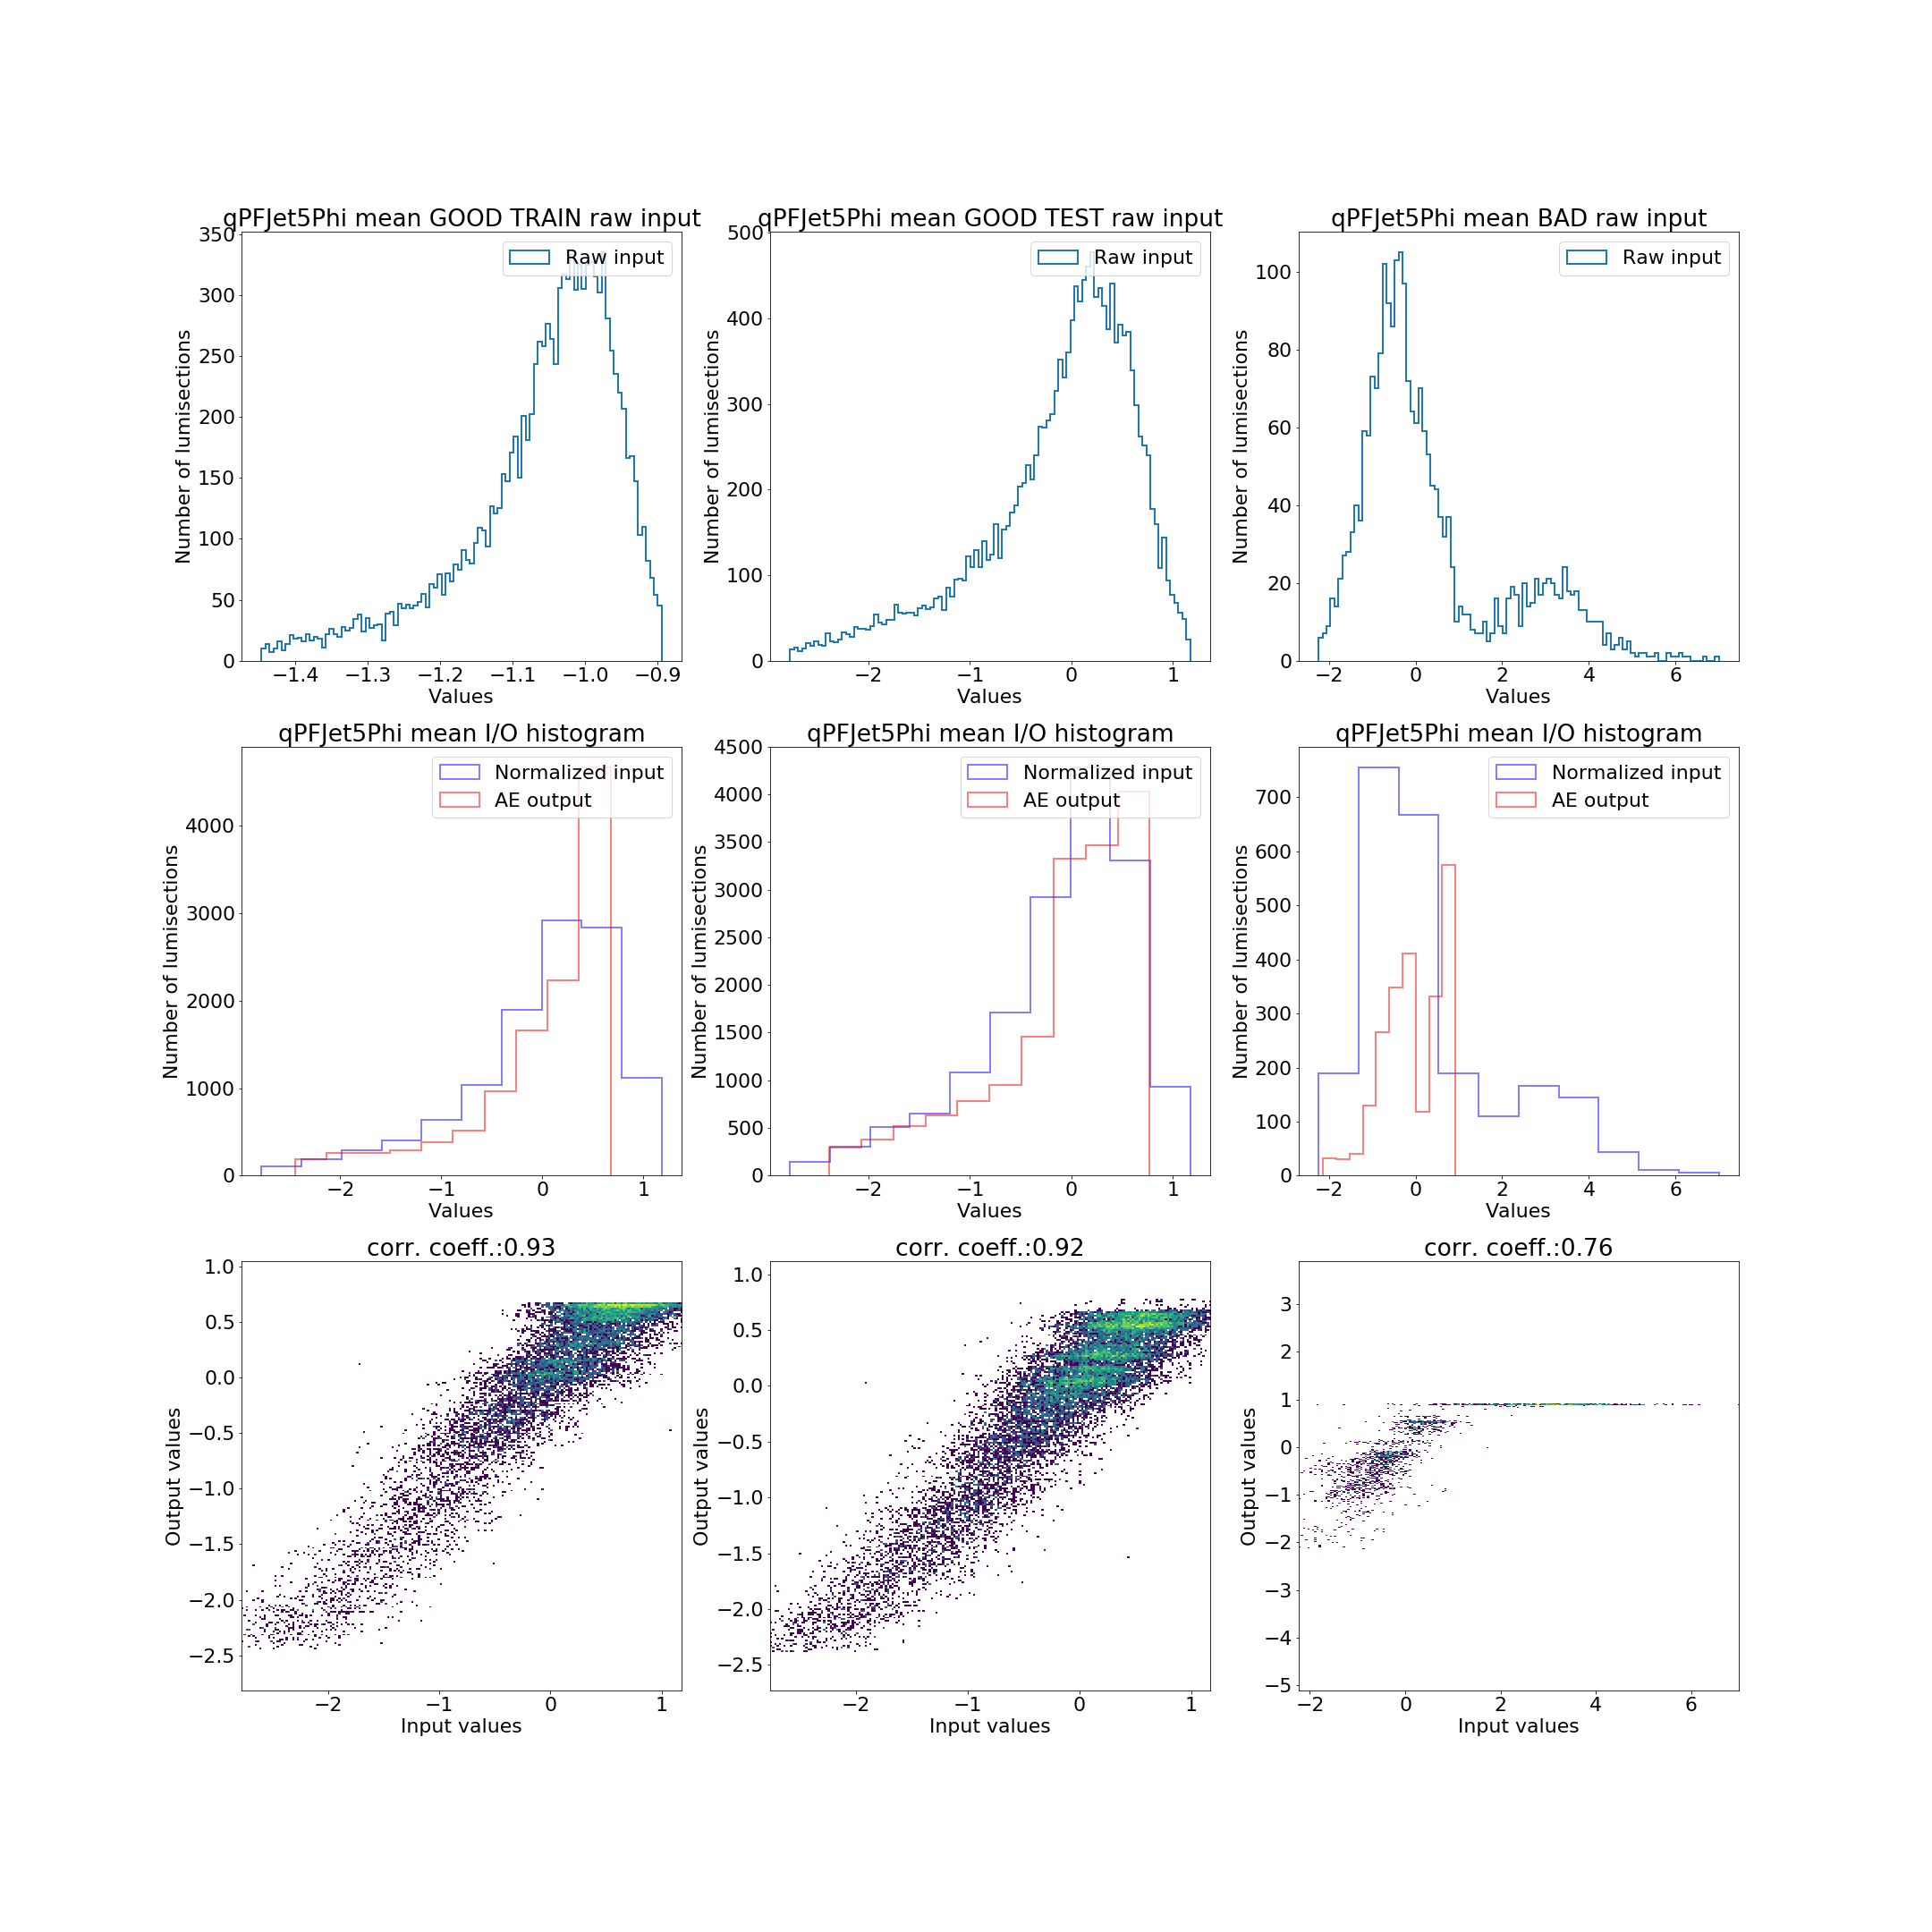 qPFJet5Phi mean GOOD TRAIN raw input
qPFJet5Phi mean GOOD TEST raw input
qPFJet5Phi mean BAD raw input
Raw input
Raw input
Raw input
Number of lumisections
350
300
250
200
150
100
50
0
−1.4 −1.3 −1.2 −1.1 −1.0 −0.9
Values
Number of lumisections
500
400
300
200
100
0
−2 −1 0 1
Values
Number of lumisections
100
80
60
40
20
0
−2 0 2 4 6
Values
qPFJet5Phi mean I/O histogram
Normalized input
AE output
Number of lumisections
4000
3000
2000
1000
0
−2 −1 0 1
Values
qPFJet5Phi mean I/O histogram
Normalized input
AE output
Number of lumisections
4500
4000
3500
3000
2500
2000
1500
1000
500
0
−2 −1 0 1
Values
qPFJet5Phi mean I/O histogram
Normalized input
AE output
Number of lumisections
700
600
500
400
300
200
100
0
−2 0 2 4 6
Values
corr. coeff.:0.93
Output values
1.0
0.5
0.0
−0.5
−1.0
−1.5
−2.0
−2.5
−2 −1 0 1
Input values
corr. coeff.:0.92
Output values
1.0
0.5
0.0
−0.5
−1.0
−1.5
−2.0
−2.5
−2 −1 0 1
Input values
corr. coeff.:0.76
Output values
3
2
1
0
−1
−2
−3
−4
−5
−2 0 2 4 6
Input values